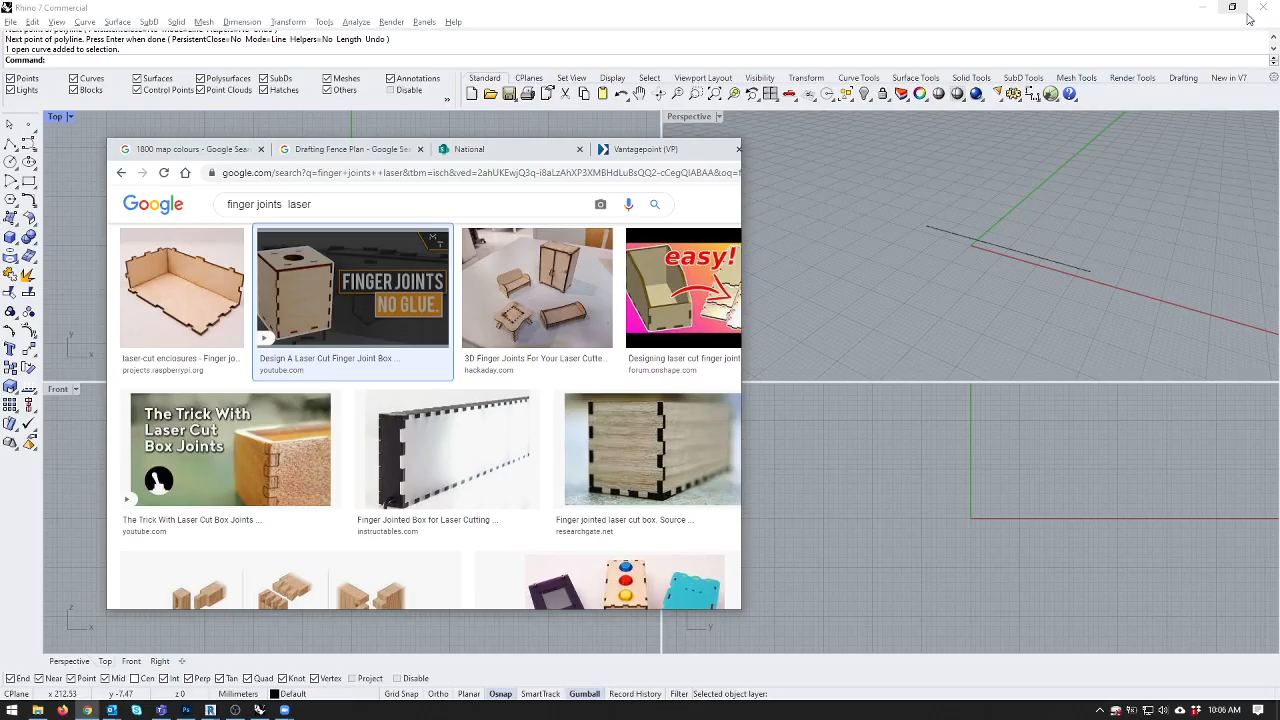 Rhino 7 Commercial
File Edit View Curve Surface SubD Solid Mesh Dimension Transform Tools Analyze Render Panels Help
Next point of polyline. Press Enter when done ( PersistentClose=No Mode=Line Helpers=No Length Undo )
1 open curve added to selection.
Command:
Points Curves Surfaces Polysurfaces SubDs Meshes Annotations
Lights Blocks Control Points Point Clouds Hatches Others Disable
Standard CPlanes Set View Display Select Viewport Layout Visibility Transform Curve Tools Surface Tools Solid Tools SubD Tools Mesh Tools Render Tools Drafting New in V7
Top
Perspective
1800 map colours - Google Sear
Drafting Fence Plan - Google Se
National
Vantagepoint (VP)
google.com/search?q=finger+joints++laser&tbm=isch&ved=2ahUKEwjQ3q-i8aLzAhXP3XMBHdLuBsQQ2-cCegQIABAA&oq=f
Google
finger joints laser
FINGER JOINTS
NO GLUE.
easy!
laser-cut enclosures - Finger jo...
projects.raspberrypi.org
Design A Laser Cut Finger Joint Box ...
youtube.com
3D Finger Joints For Your Laser Cutte...
hackaday.com
Designing laser cut finger joint
forum.onshape.com
The Trick With
Laser Cut
Box Joints
The Trick With Laser Cut Box Joints ...
youtube.com
Finger Jointed Box for Laser Cutting ...
instructables.com
Finger jointed laser cut box. Source ...
researchgate.net
Front
y
x
z
x
y
Perspective Top Front Right
End Near Point Mid Cen Int Perp Tan Quad Knot Vertex Project Disable
CPlane x 212.53 y -7.47 z 0 Millimeters Default Grid Snap Ortho Planar Osnap SmartTrack Gumball Record History Filter Selected object layer:
10:06 AM